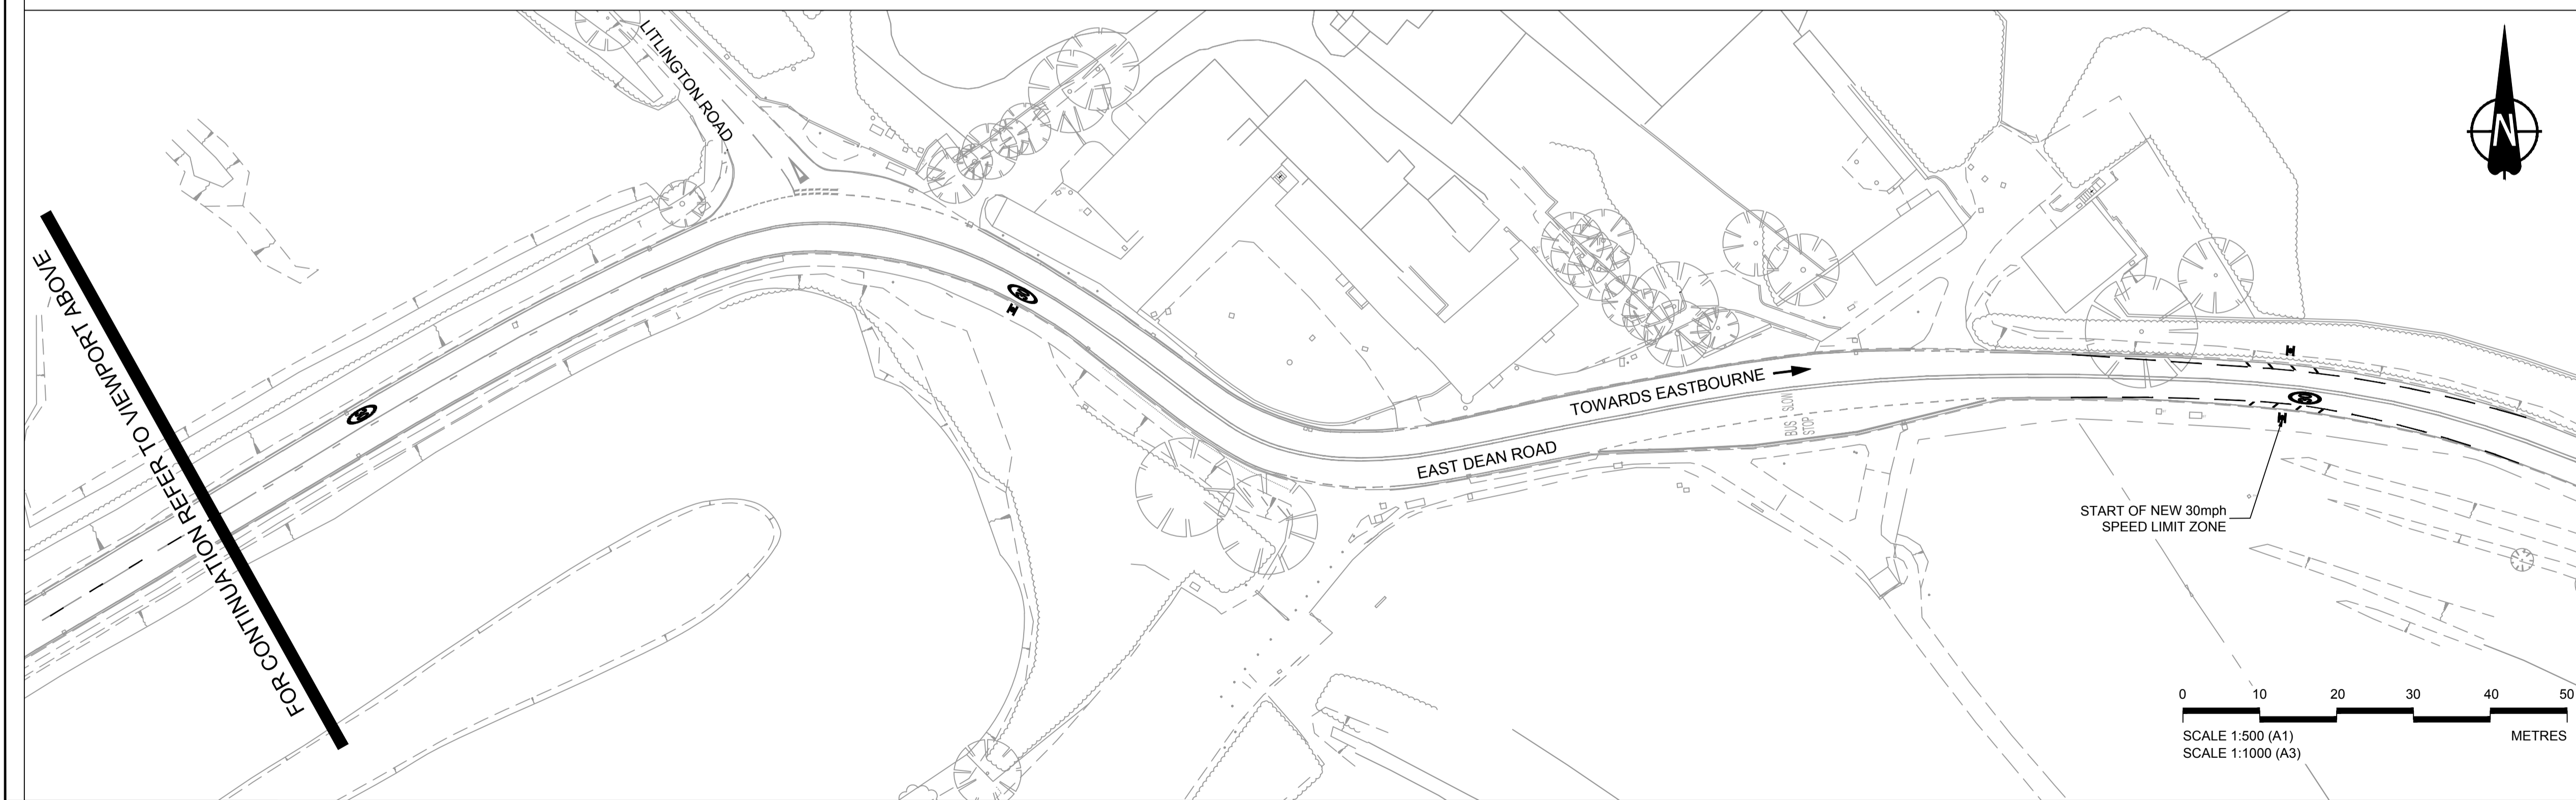 LITLINGTON ROAD
N
FOR CONTINUATION REFER TO VIEWPORT ABOVE
TOWARDS EASTBOURNE
EAST DEAN ROAD
SLOW
BUS
STOP
START OF NEW 30mph
SPEED LIMIT ZONE
0 10 20 30 40 50
SCALE 1:500 (A1)
METRES
SCALE 1:1000 (A3)